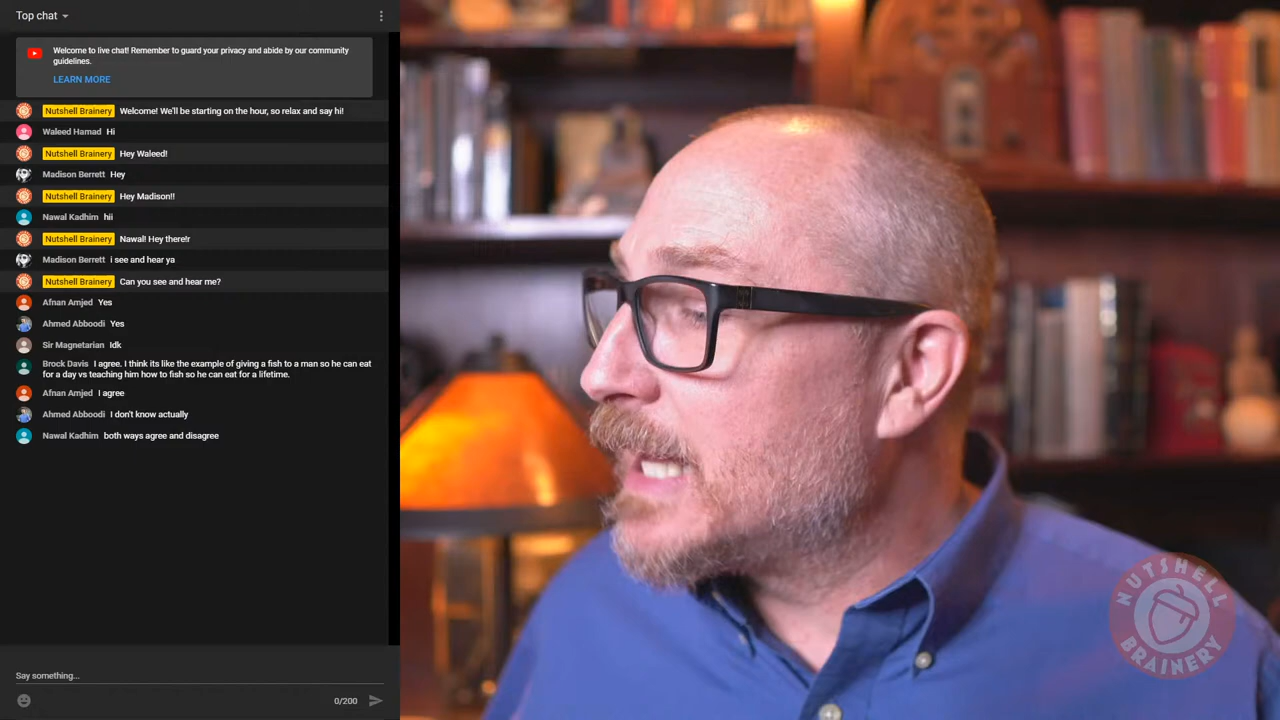 Top chat
Welcome to live chat! Remember to guard your privacy and abide by our community
guidelines.
LEARN MORE
Nutshell Brainery Welcome! We'll be starting on the hour, so relax and say hi!
Waleed Hamad Hi
Nutshell Brainery Hey Waleed!
Madison Berrett Hey
Nutshell Brainery Hey Madison!!
Nawal Kadhim hii
Nutshell Brainery Nawal! Hey there!r
Madison Berrett i see and hear ya
Nutshell Brainery Can you see and hear me?
Afnan Amjed Yes
Ahmed Abboodi Yes
Sir Magnetarian Idk
Brock Davis I agree. I think its like the example of giving a fish to a man so he can eat
for a day vs teaching him how to fish so he can eat for a lifetime.
Afnan Amjed I agree
Ahmed Abboodi I don't know actually
Nawal Kadhim both ways agree and disagree
Say something...
0/200
NUTSHELL
BRAINERY